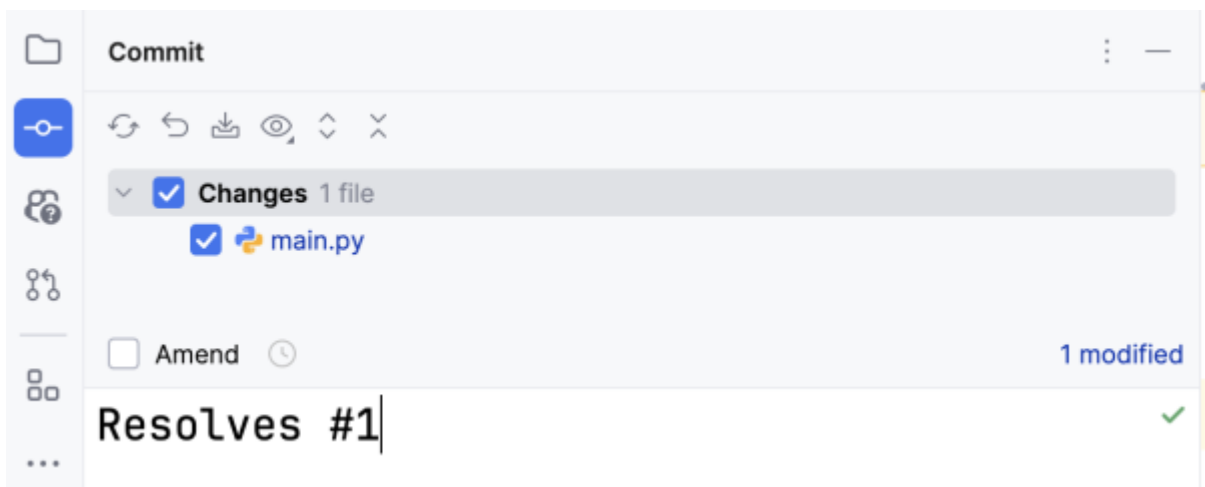 Commit
Changes 1 file
main.py
Amend 1 modified
Resolves #1